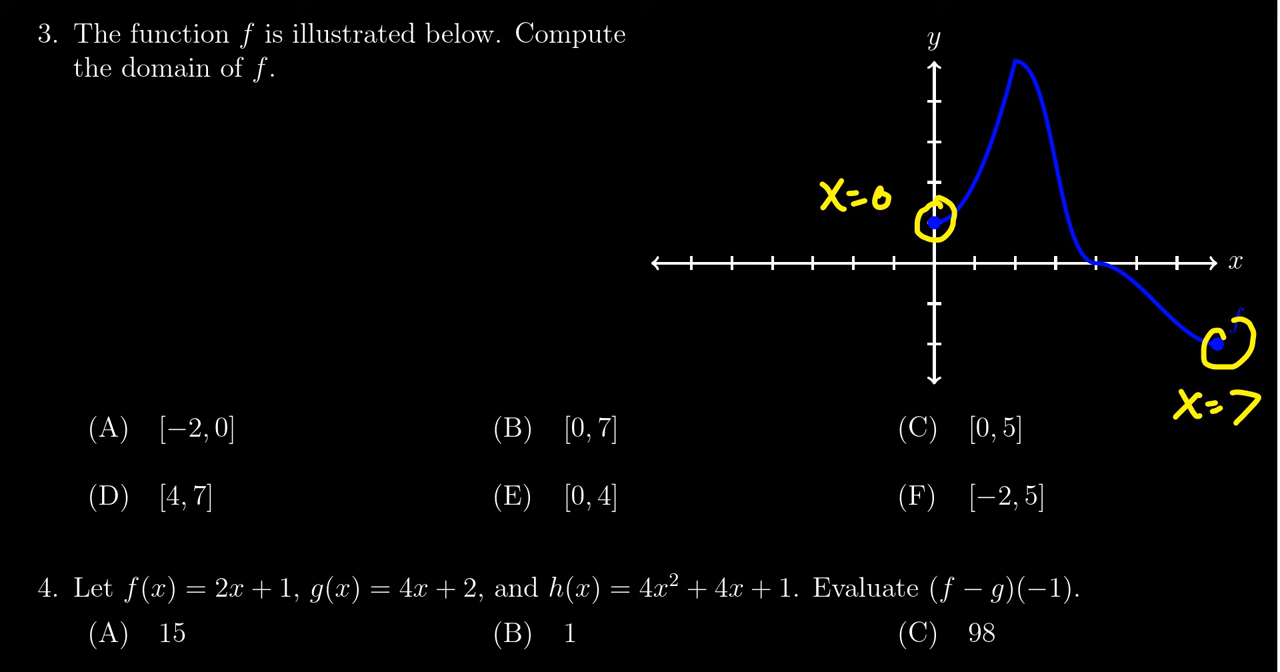 3. The function f is illustrated below. Compute
the domain of f.
y
x=0
x
f
x=7
(A) [−2, 0] (B) [0, 7] (C) [0, 5]
(D) [4, 7] (E) [0, 4] (F) [−2, 5]
4. Let f(x) = 2x + 1, g(x) = 4x + 2, and h(x) = 4x² + 4x + 1. Evaluate (f − g)(−1).
(A) 15 (B) 1 (C) 98